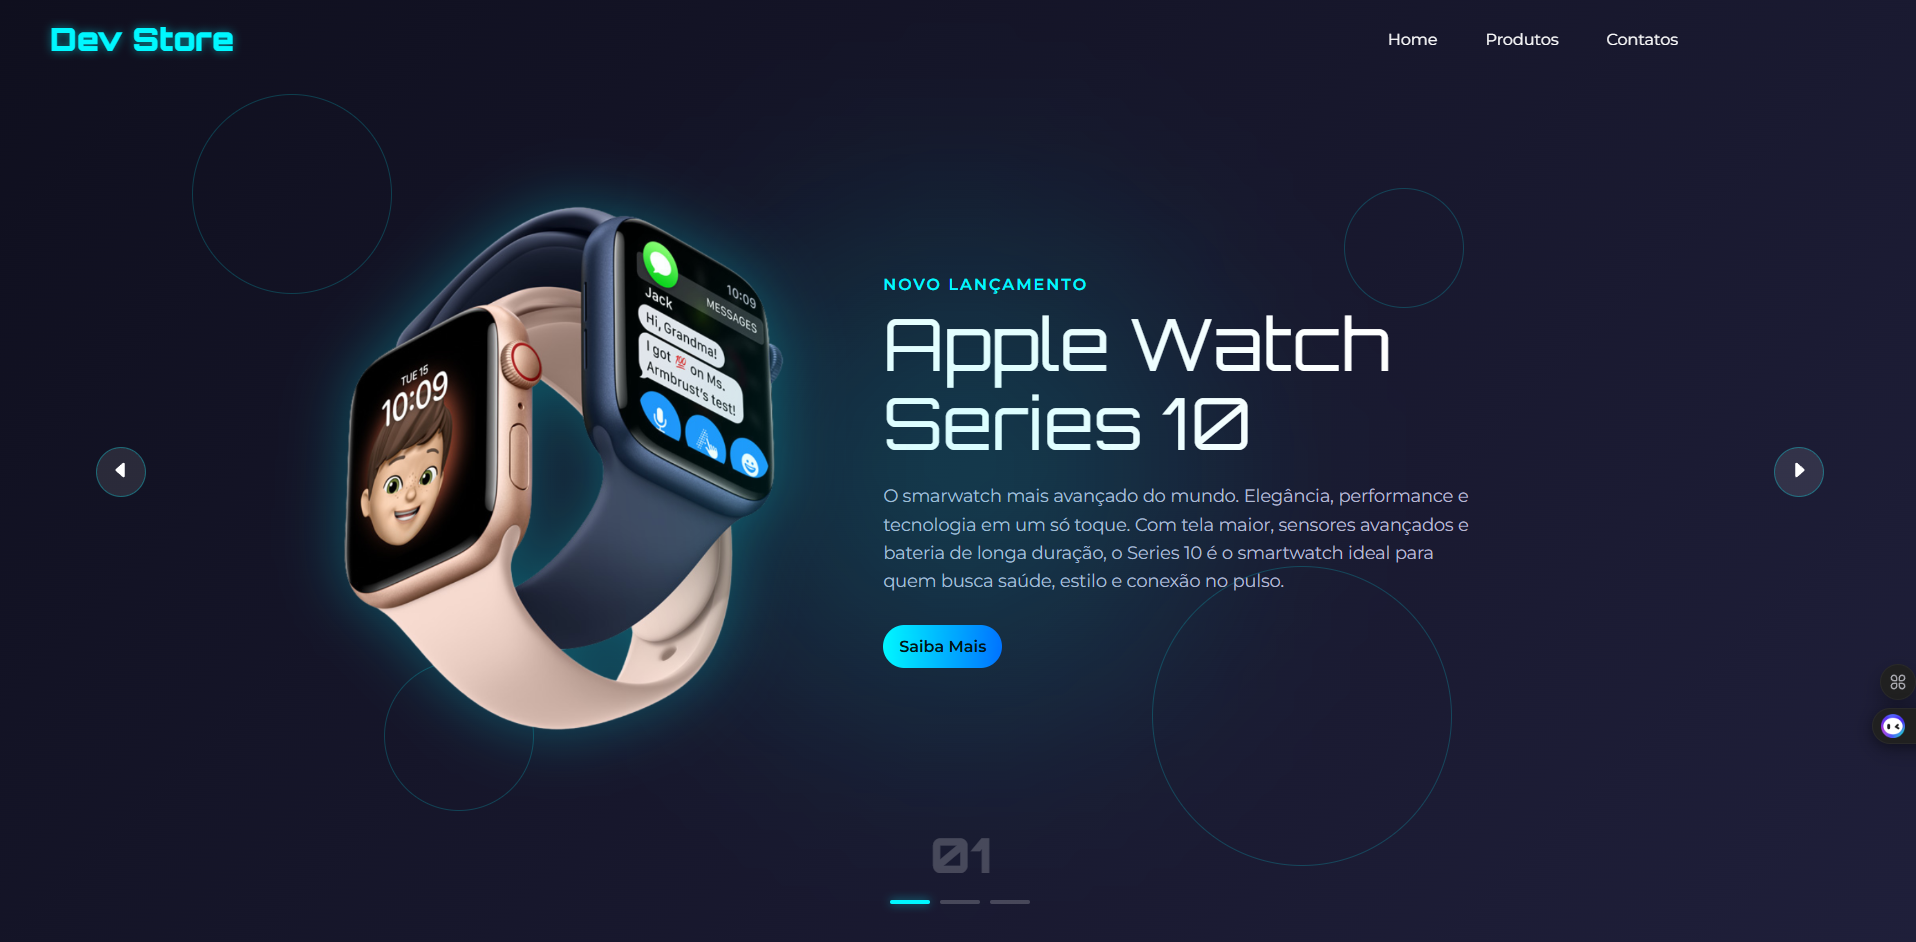 Dev Store
Home
Produtos
Contatos
10:09
MESSAGES
Jack
Hi, Grandma!
I got 💯 on Ms.
Armbrust's test!
TUE 15
10:09
NOVO LANÇAMENTO
Apple Watch
Series 10
O smarwatch mais avançado do mundo. Elegância, performance e
tecnologia em um só toque. Com tela maior, sensores avançados e
bateria de longa duração, o Series 10 é o smartwatch ideal para
quem busca saúde, estilo e conexão no pulso.
Saiba Mais
01